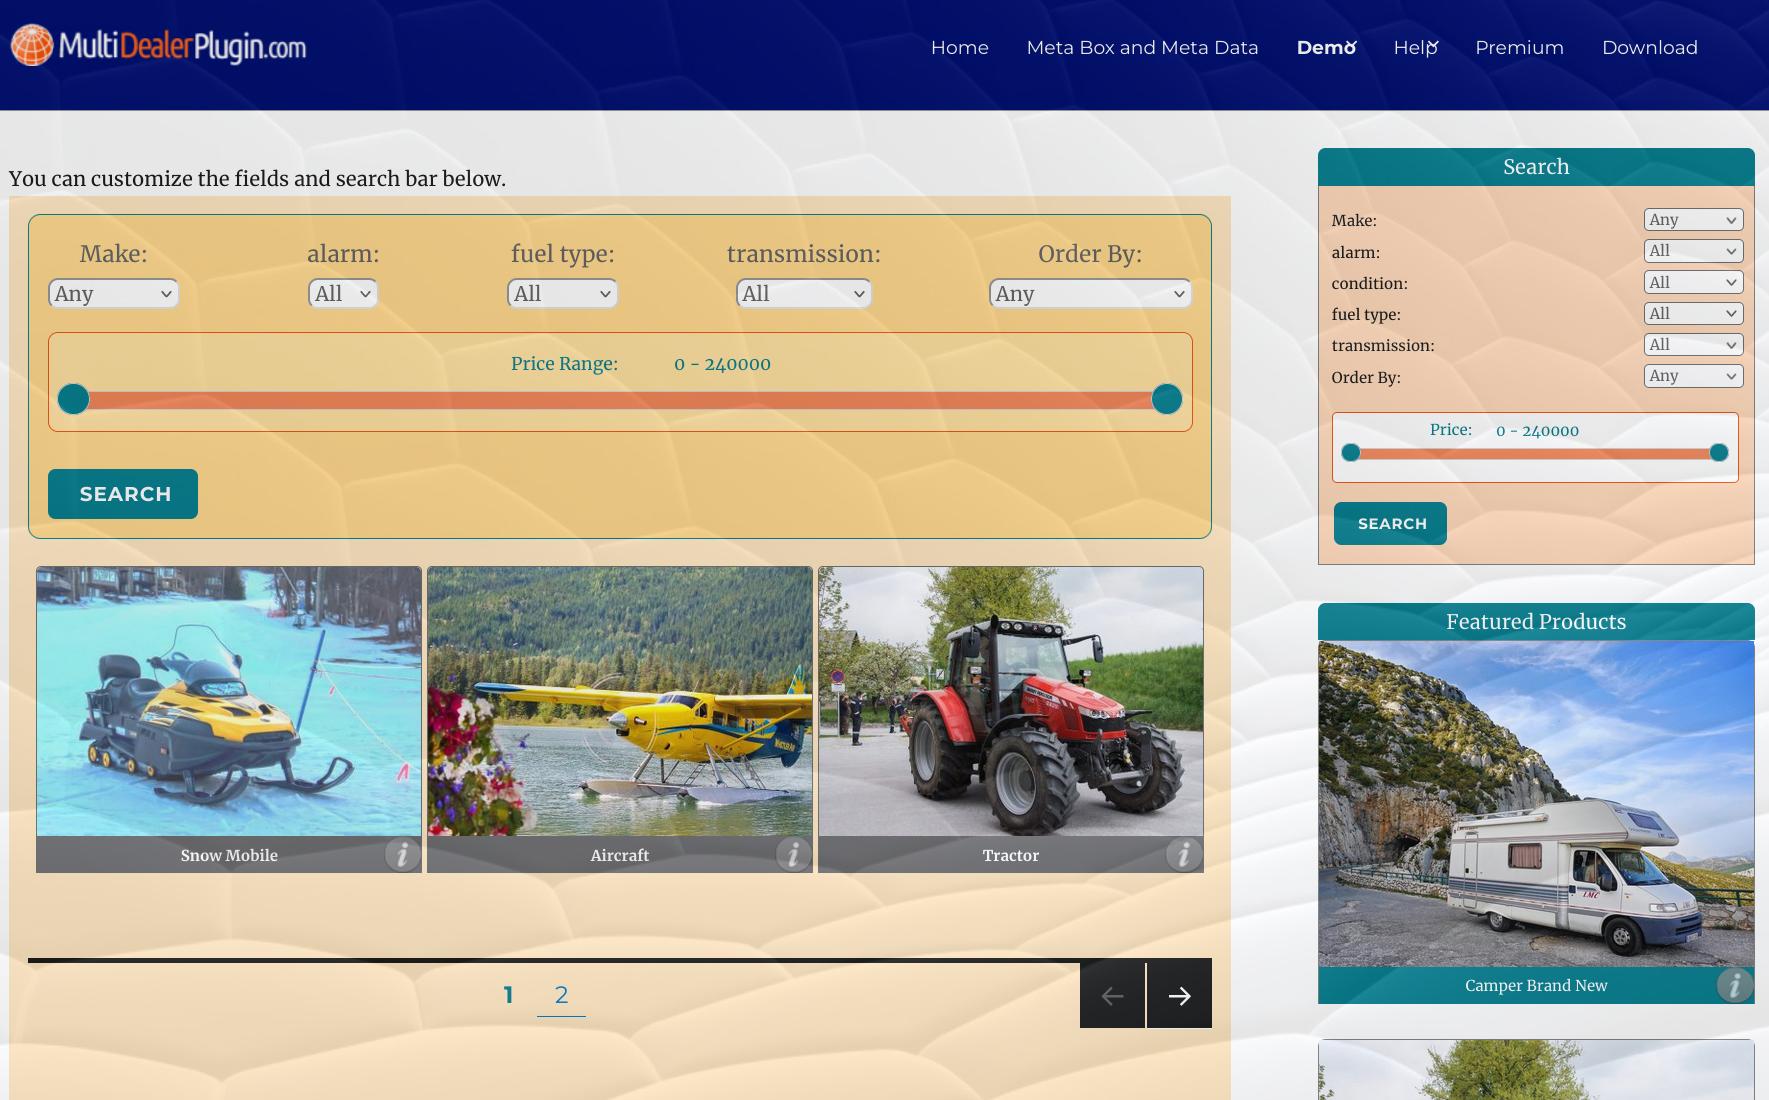 MultiDealerPlugin.com
Home Meta Box and Meta Data Demo Help Premium Download
You can customize the fields and search bar below.
Make: alarm: fuel type: transmission: Order By:
Any All All All Any
Price Range: 0 - 240000
SEARCH
Snow Mobile
Aircraft
Tractor
1 2
Search
Make: Any
alarm: All
condition: All
fuel type: All
transmission: All
Order By: Any
Price: 0 - 240000
SEARCH
Featured Products
LMC
Camper Brand New